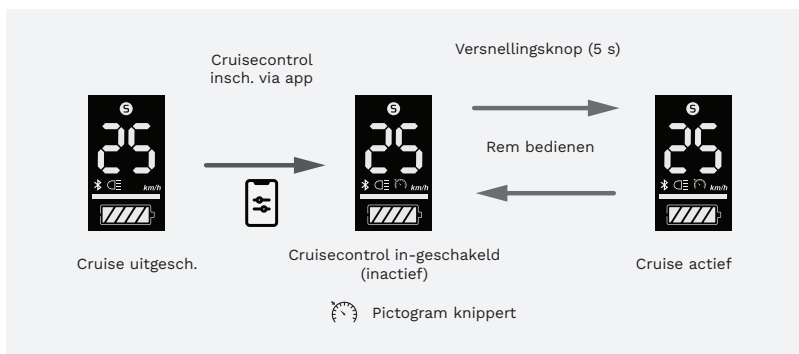 Cruisecontrol
insch. via app
Versnellingsknop (5 s)
S
25
km/h
S
25
km/h
S
25
km/h
Rem bedienen
Cruise uitgesch.
Cruisecontrol in-geschakeld
(inactief)
Cruise actief
Pictogram knippert